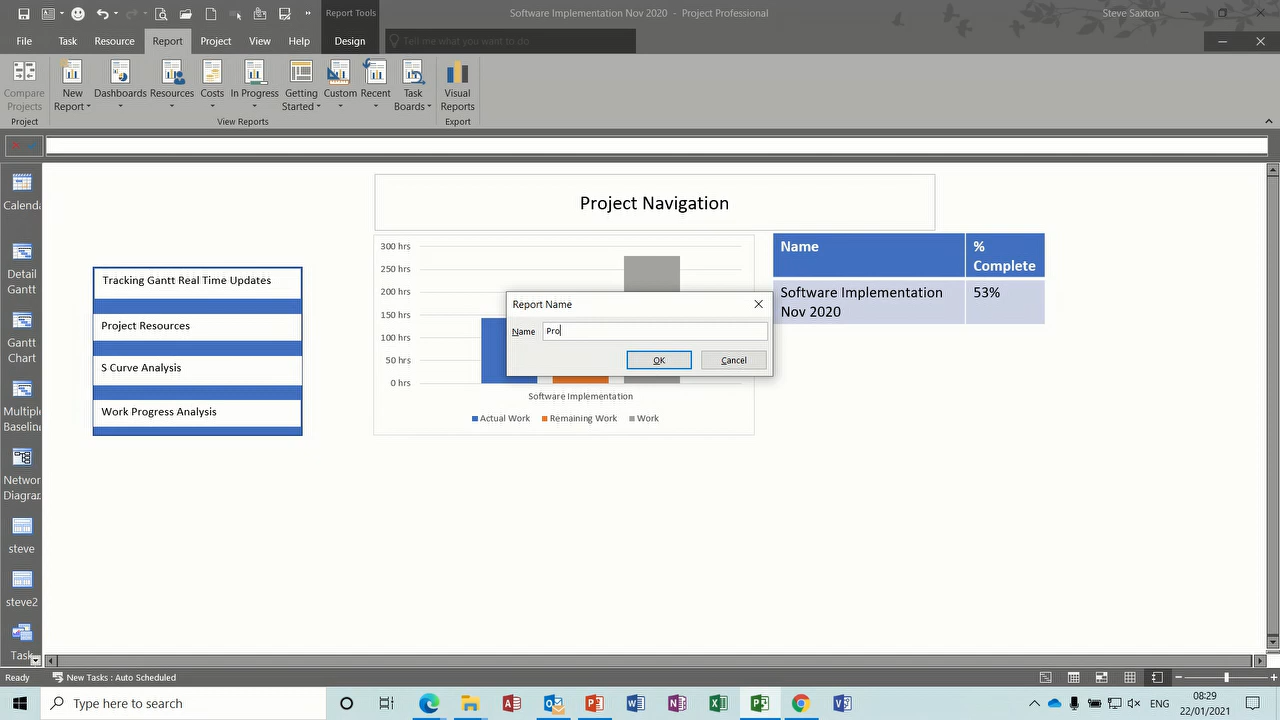 Report Tools
Software Implementation Nov 2020 - Project Professional
Steve Saxton
File
Task
Resource
Report
Project
View
Help
Design
Tell me what you want to do
Compare
Projects
New
Report
Dashboards
Resources
Costs
In Progress
Getting
Started
Custom
Recent
Task
Boards
Visual
Reports
Project
View Reports
Export
Calenda
Detail
Gantt
Gantt
Chart
Multiple
Baseline
Network
Diagra
steve
steve2
Task
Project Navigation
Tracking Gantt Real Time Updates
Project Resources
S Curve Analysis
Work Progress Analysis
300 hrs
250 hrs
200 hrs
150 hrs
100 hrs
50 hrs
0 hrs
Software Implementation
Actual Work
Remaining Work
Work
Name
% Complete
Software Implementation
Nov 2020
53%
Report Name
Name
Pro
OK
Cancel
Ready
New Tasks : Auto Scheduled
Type here to search
ENG
08:29
22/01/2021